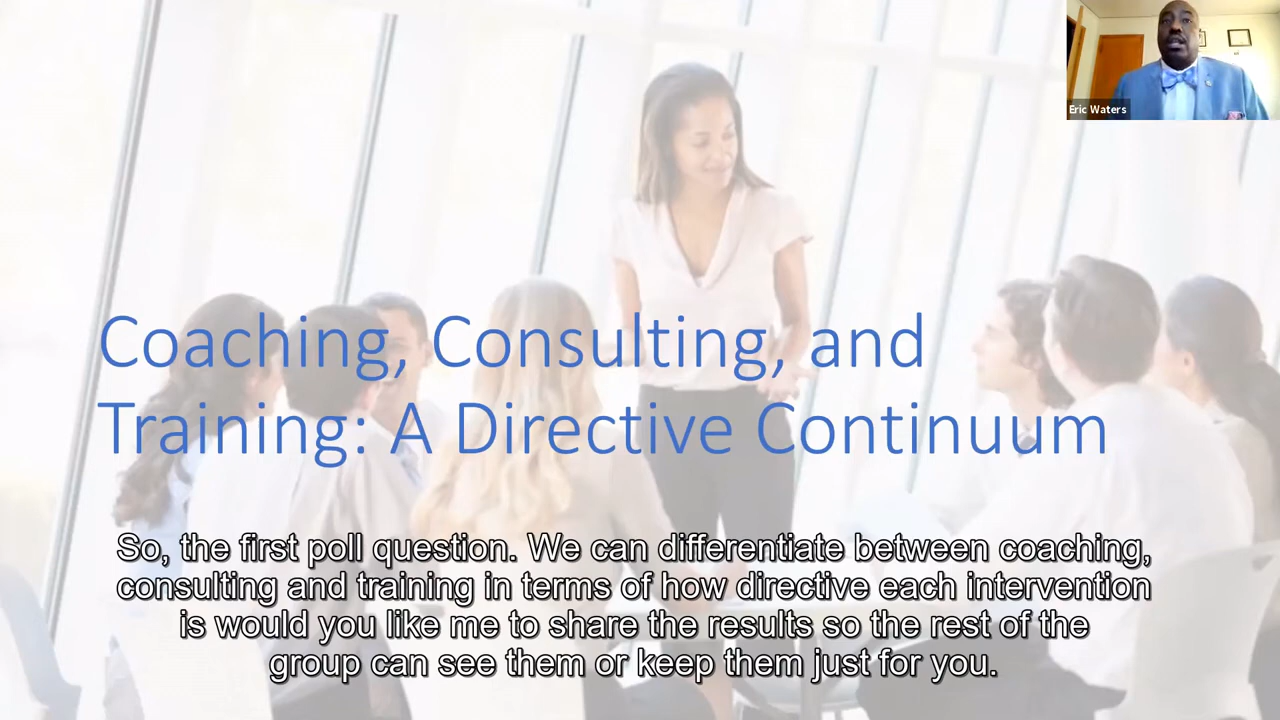 Eric Waters
Coaching, Consulting, and
Training: A Directive Continuum
So, the first poll question. We can differentiate between coaching,
consulting and training in terms of how directive each intervention
is would you like me to share the results so the rest of the
group can see them or keep them just for you.